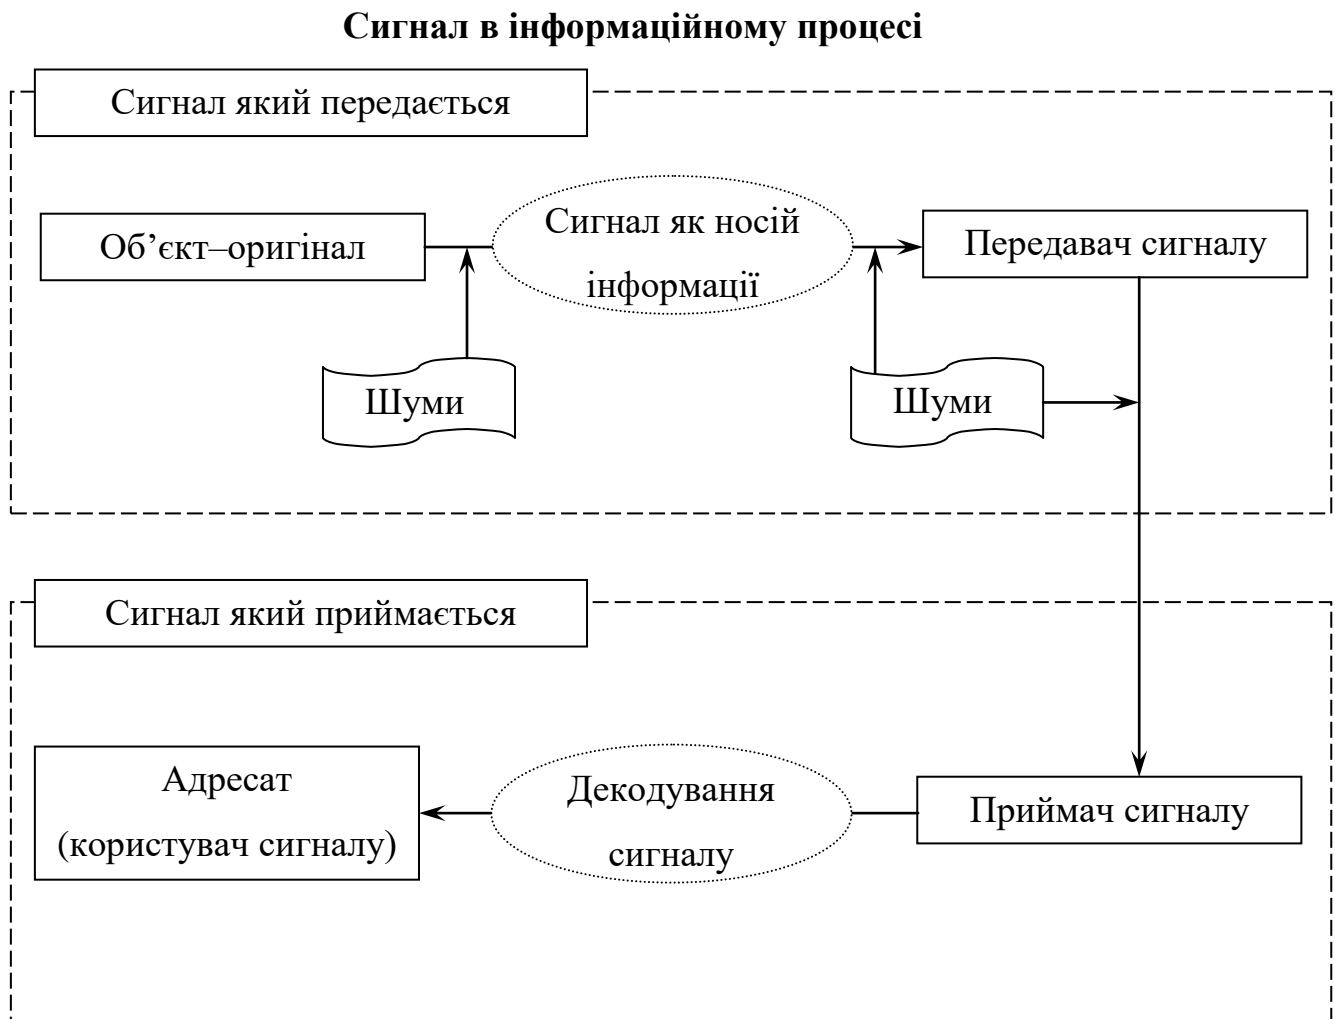 Сигнал в інформаційному процесі
Сигнал який передається
Об’єкт–оригінал
Сигнал як носій
інформації
Передавач сигналу
Шуми
Шуми
Сигнал який приймається
Адресат
(користувач сигналу)
Декодування
сигналу
Приймач сигналу